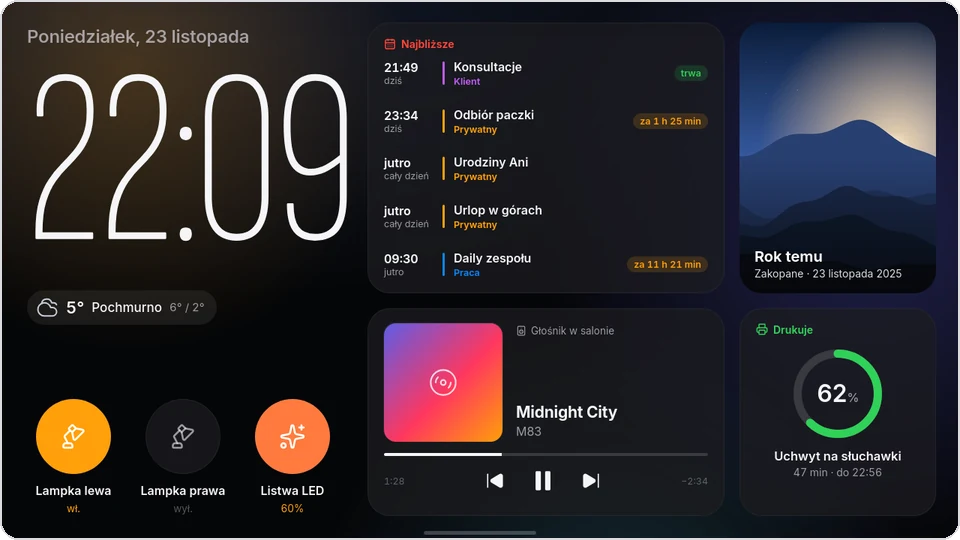 Poniedziałek, 23 listopada
22:09
5° Pochmurno 6° / 2°
Lampka lewa
wł.
Lampka prawa
wył.
Listwa LED
60%
Najbliższe
21:49 Konsultacje trwa
dziś Klient
23:34 Odbiór paczki za 1 h 25 min
dziś Prywatny
jutro Urodziny Ani
cały dzień Prywatny
jutro Urlop w górach
cały dzień Prywatny
09:30 Daily zespołu za 11 h 21 min
jutro Praca
Głośnik w salonie
Midnight City
M83
1:28 −2:34
Rok temu
Zakopane · 23 listopada 2025
Drukuje
62%
Uchwyt na słuchawki
47 min · do 22:56